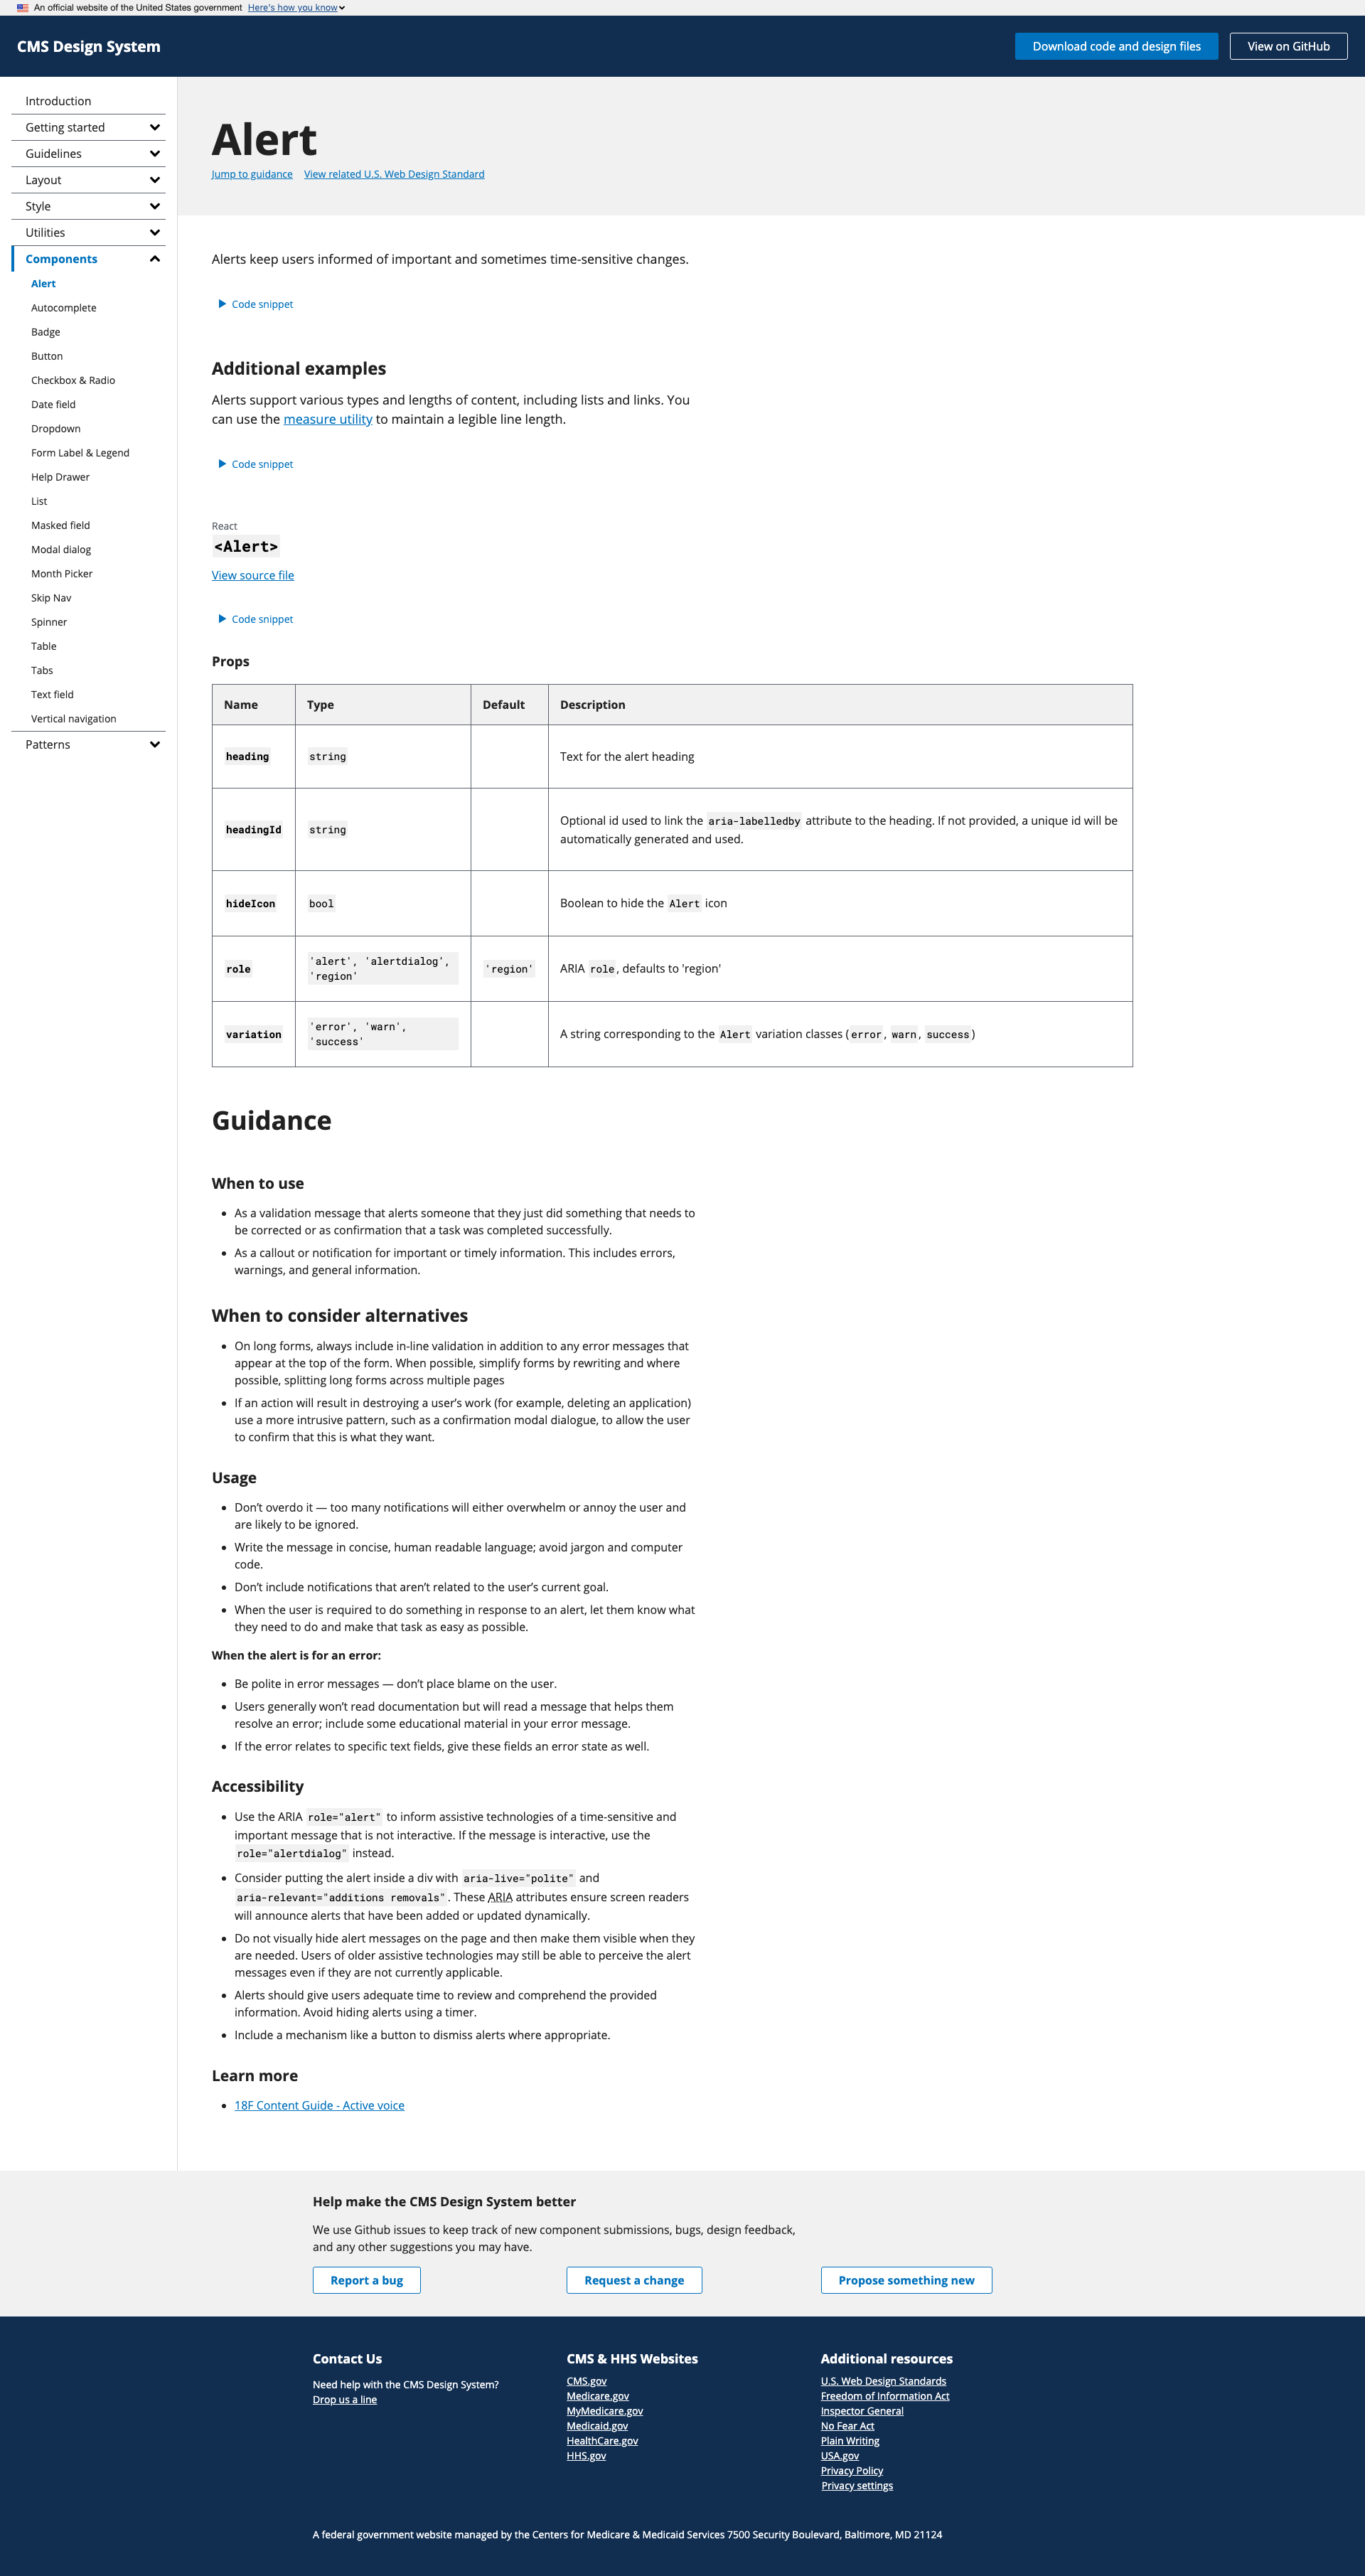 An official website of the United States government Here's how you know
CMS Design System
Download code and design files
View on GitHub
Introduction
Getting started
Guidelines
Layout
Style
Utilities
Components
Alert
Autocomplete
Badge
Button
Checkbox & Radio
Date field
Dropdown
Form Label & Legend
Help Drawer
List
Masked field
Modal dialog
Month Picker
Skip Nav
Spinner
Table
Tabs
Text field
Vertical navigation
Patterns
Alert
Jump to guidance View related U.S. Web Design Standard
Alerts keep users informed of important and sometimes time-sensitive changes.
Code snippet
Additional examples
Alerts support various types and lengths of content, including lists and links. You
can use the measure utility to maintain a legible line length.
Code snippet
React
<Alert>
View source file
Code snippet
Props
Name Type Default Description
heading string Text for the alert heading
headingId string Optional id used to link the aria-labelledby attribute to the heading. If not provided, a unique id will be
automatically generated and used.
hideIcon bool Boolean to hide the Alert icon
role 'alert', 'alertdialog',
'region' 'region' ARIA role, defaults to 'region'
variation 'error', 'warn',
'success' A string corresponding to the Alert variation classes (error, warn, success)
Guidance
When to use
• As a validation message that alerts someone that they just did something that needs to
be corrected or as confirmation that a task was completed successfully.
• As a callout or notification for important or timely information. This includes errors,
warnings, and general information.
When to consider alternatives
• On long forms, always include in-line validation in addition to any error messages that
appear at the top of the form. When possible, simplify forms by rewriting and where
possible, splitting long forms across multiple pages
• If an action will result in destroying a user’s work (for example, deleting an application)
use a more intrusive pattern, such as a confirmation modal dialogue, to allow the user
to confirm that this is what they want.
Usage
• Don’t overdo it — too many notifications will either overwhelm or annoy the user and
are likely to be ignored.
• Write the message in concise, human readable language; avoid jargon and computer
code.
• Don’t include notifications that aren’t related to the user’s current goal.
• When the user is required to do something in response to an alert, let them know what
they need to do and make that task as easy as possible.
When the alert is for an error:
• Be polite in error messages — don’t place blame on the user.
• Users generally won’t read documentation but will read a message that helps them
resolve an error; include some educational material in your error message.
• If the error relates to specific text fields, give these fields an error state as well.
Accessibility
• Use the ARIA role="alert" to inform assistive technologies of a time-sensitive and
important message that is not interactive. If the message is interactive, use the
role="alertdialog" instead.
• Consider putting the alert inside a div with aria-live="polite" and
aria-relevant="additions removals". These ARIA attributes ensure screen readers
will announce alerts that have been added or updated dynamically.
• Do not visually hide alert messages on the page and then make them visible when they
are needed. Users of older assistive technologies may still be able to perceive the alert
messages even if they are not currently applicable.
• Alerts should give users adequate time to review and comprehend the provided
information. Avoid hiding alerts using a timer.
• Include a mechanism like a button to dismiss alerts where appropriate.
Learn more
• 18F Content Guide - Active voice
Help make the CMS Design System better
We use Github issues to keep track of new component submissions, bugs, design feedback,
and any other suggestions you may have.
Report a bug
Request a change
Propose something new
Contact Us
Need help with the CMS Design System?
Drop us a line
CMS & HHS Websites
CMS.gov
Medicare.gov
MyMedicare.gov
Medicaid.gov
HealthCare.gov
HHS.gov
Additional resources
U.S. Web Design Standards
Freedom of Information Act
Inspector General
No Fear Act
Plain Writing
USA.gov
Privacy Policy
Privacy settings
A federal government website managed by the Centers for Medicare & Medicaid Services 7500 Security Boulevard, Baltimore, MD 21124